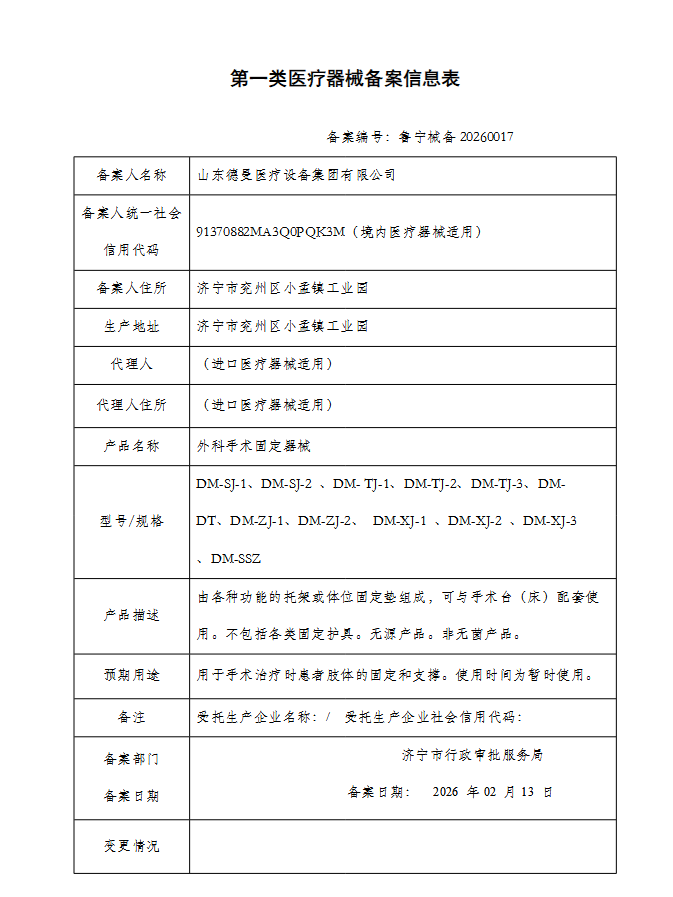 第一类医疗器械备案信息表
备案编号：鲁宁械备 20260017
备案人名称
山东德曼医疗设备集团有限公司
备案人统一社会
信用代码
91370882MA3Q0PQK3M（境内医疗器械适用）
备案人住所
济宁市兖州区小孟镇工业园
生产地址
济宁市兖州区小孟镇工业园
代理人
（进口医疗器械适用）
代理人住所
（进口医疗器械适用）
产品名称
外科手术固定器械
型号/规格
DM-SJ-1、DM-SJ-2 、DM- TJ-1、DM-TJ-2、DM-TJ-3、DM-
DT、DM-ZJ-1、DM-ZJ-2、 DM-XJ-1 、DM-XJ-2 、DM-XJ-3
、DM-SSZ
产品描述
由各种功能的托架或体位固定垫组成，可与手术台（床）配套使
用。不包括各类固定护具。无源产品。非无菌产品。
预期用途
用于手术治疗时患者肢体的固定和支撑。使用时间为暂时使用。
备注
受托生产企业名称：/ 受托生产企业社会信用代码：
备案部门
备案日期
济宁市行政审批服务局
备案日期： 2026 年 02 月 13 日
变更情况